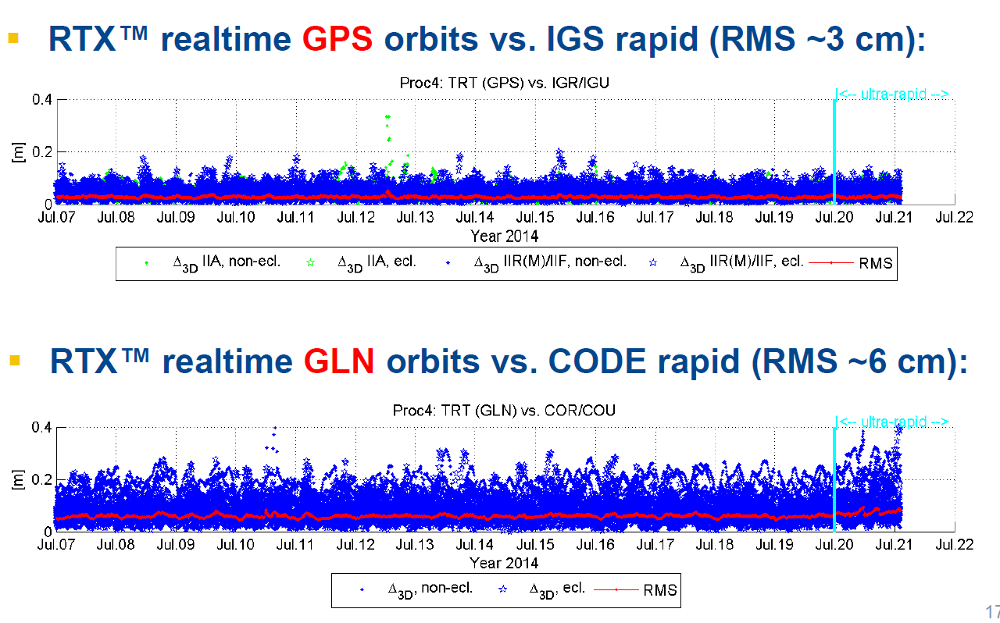 RTX™ realtime GPS orbits vs. IGS rapid (RMS ~3 cm):
Proc4: TRT (GPS) vs. IGR/IGU
|<-- ultra-rapid -->
0.4
0.2
0
[m]
Jul.07 Jul.08 Jul.09 Jul.10 Jul.11 Jul.12 Jul.13 Jul.14 Jul.15 Jul.16 Jul.17 Jul.18 Jul.19 Jul.20 Jul.21 Jul.22
Year 2014
Δ3D IIA, non-ecl. Δ3D IIA, ecl. Δ3D IIR(M)/IIF, non-ecl. Δ3D IIR(M)/IIF, ecl. RMS
RTX™ realtime GLN orbits vs. CODE rapid (RMS ~6 cm):
Proc4: TRT (GLN) vs. COR/COU
|<-- ultra-rapid -->
0.4
0.2
0
[m]
Jul.07 Jul.08 Jul.09 Jul.10 Jul.11 Jul.12 Jul.13 Jul.14 Jul.15 Jul.16 Jul.17 Jul.18 Jul.19 Jul.20 Jul.21 Jul.22
Year 2014
Δ3D, non-ecl. Δ3D, ecl. RMS
17